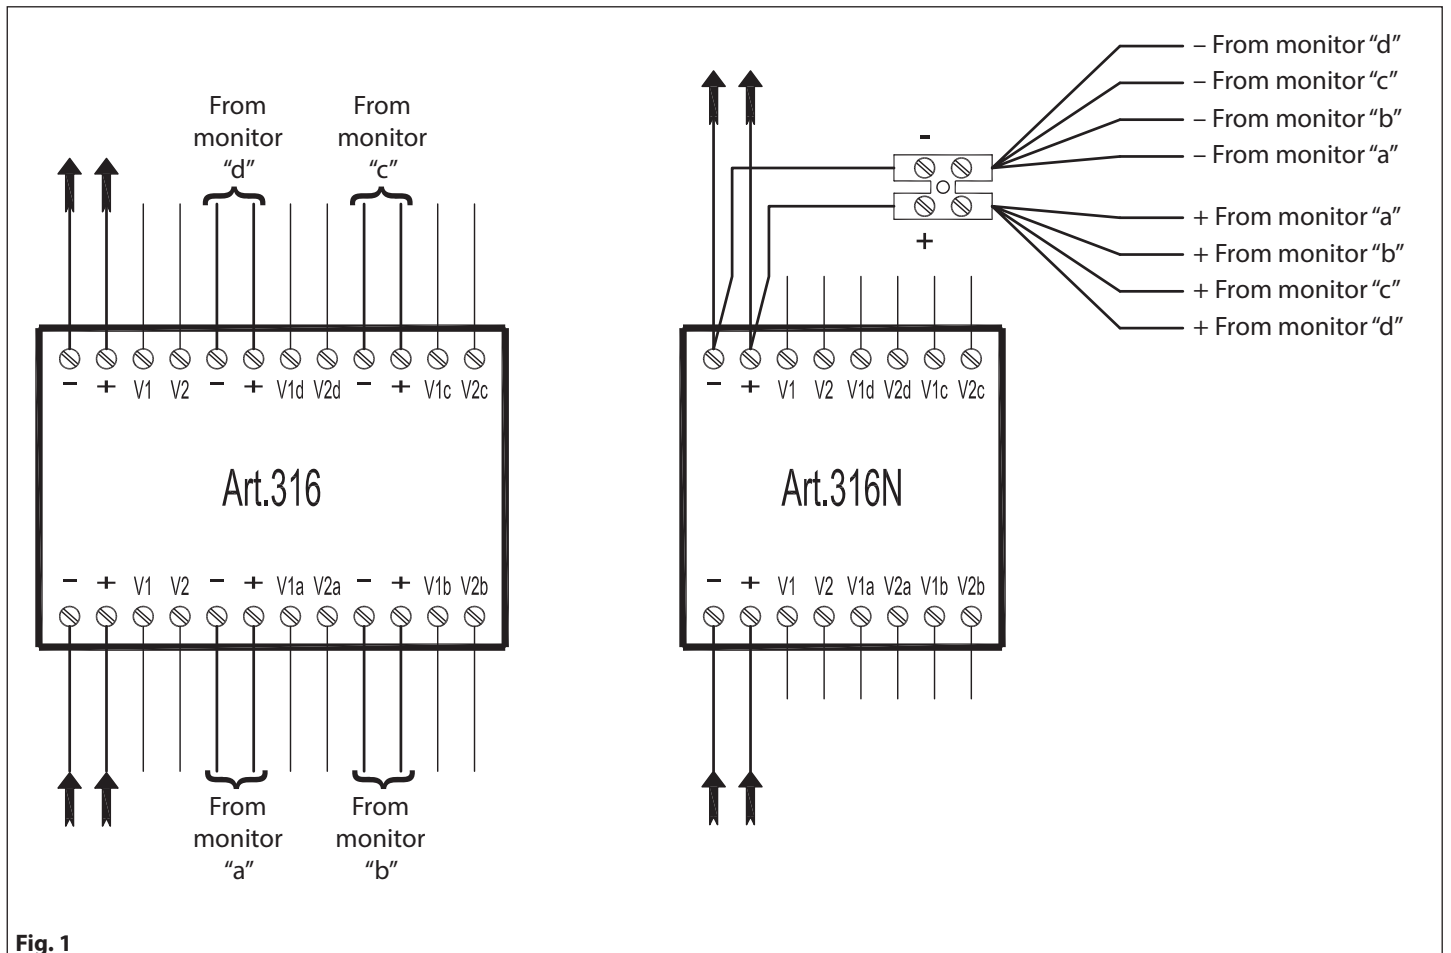 From
monitor
“d”
From
monitor
“c”
– + V1 V2 – + V1d V2d – + V1c V2c
Art.316
– + V1 V2 – + V1a V2a – + V1b V2b
From
monitor
“a”
From
monitor
“b”
– From monitor “d”
– From monitor “c”
– From monitor “b”
– From monitor “a”
-
+
+ From monitor “a”
+ From monitor “b”
+ From monitor “c”
+ From monitor “d”
– + V1 V2 V1d V2d V1c V2c
Art.316N
– + V1 V2 V1a V2a V1b V2b
Fig. 1